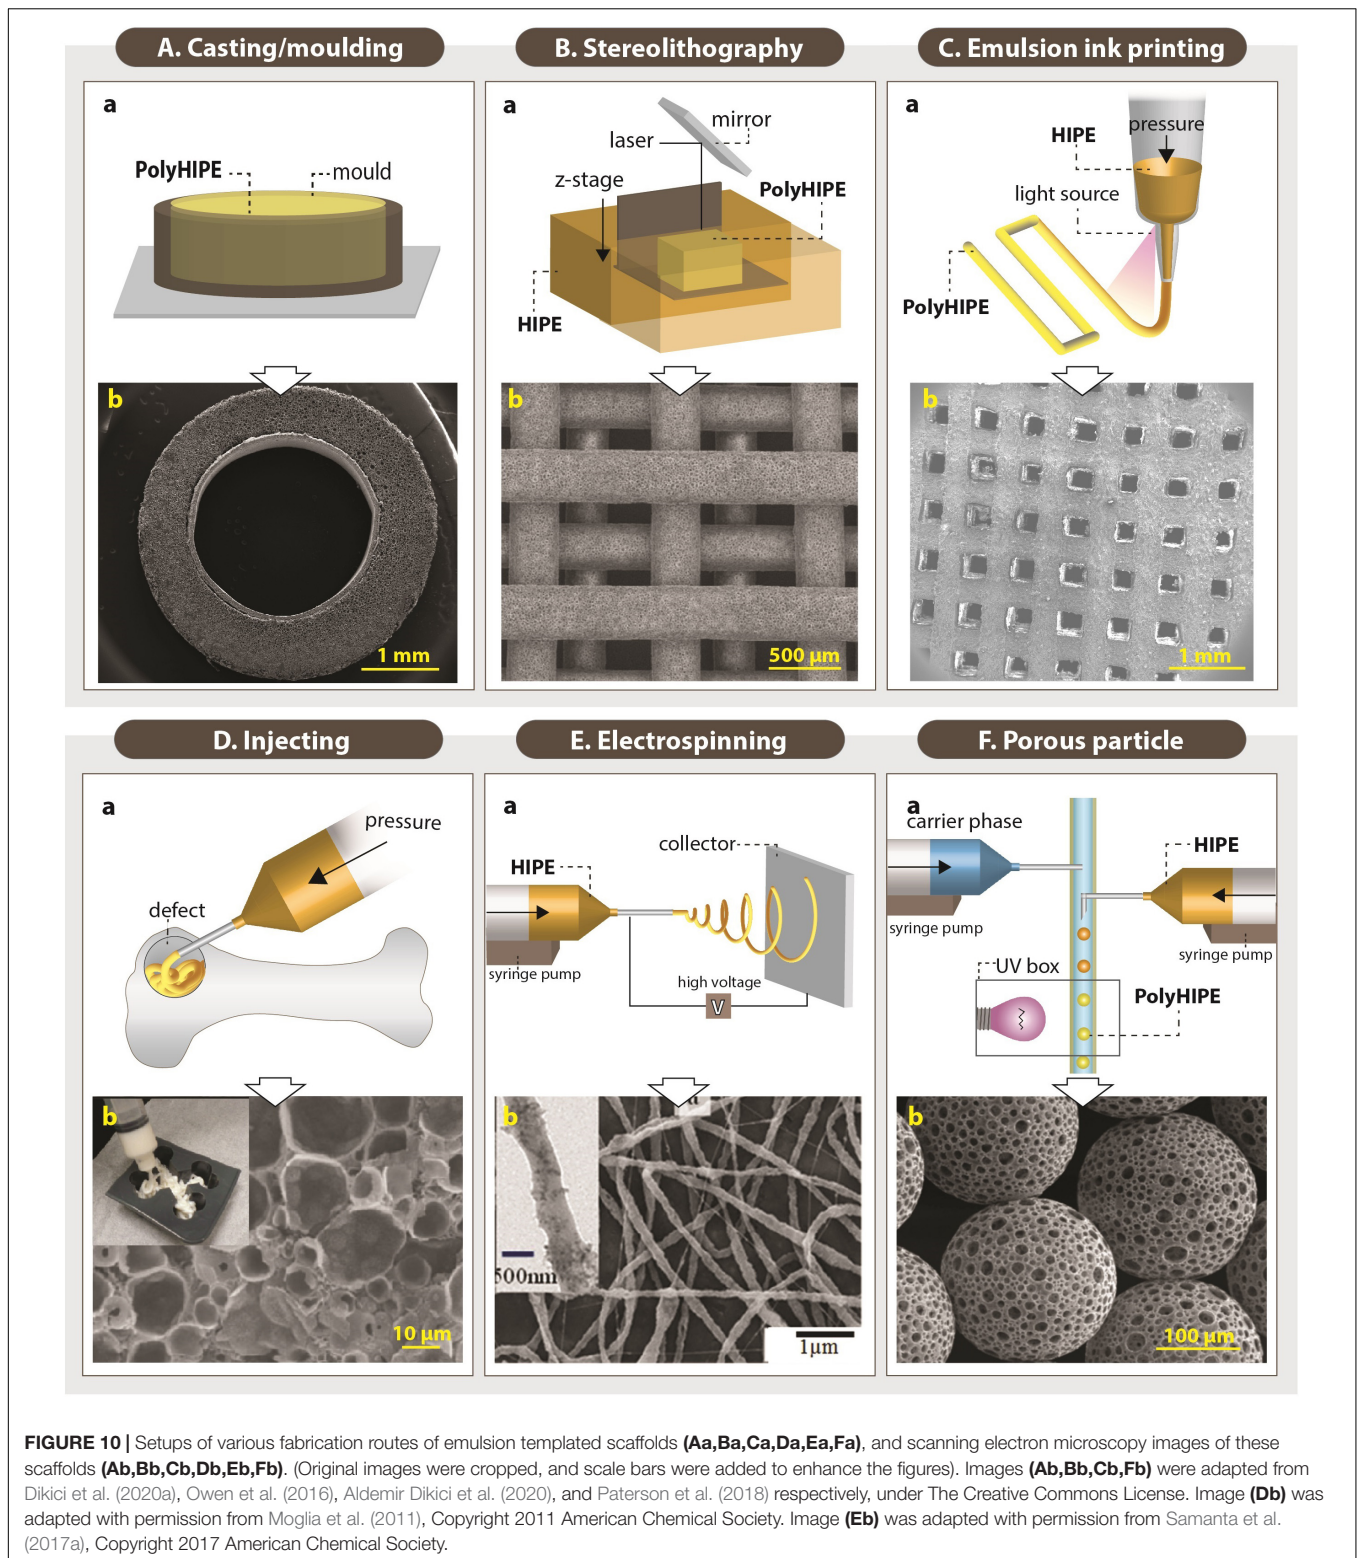 A. Casting/moulding
B. Stereolithography
C. Emulsion ink printing
a
PolyHIPE
mould
b
1 mm
a
mirror
laser
z-stage
PolyHIPE
HIPE
b
500 µm
a
HIPE
pressure
light source
PolyHIPE
b
1 mm
D. Injecting
E. Electrospinning
F. Porous particle
a
pressure
defect
b
10 µm
a
collector
HIPE
syringe pump
high voltage
V
b
500nm
1µm
a
carrier phase
HIPE
syringe pump
syringe pump
UV box
PolyHIPE
b
100 µm
FIGURE 10 | Setups of various fabrication routes of emulsion templated scaffolds (Aa,Ba,Ca,Da,Ea,Fa), and scanning electron microscopy images of these
scaffolds (Ab,Bb,Cb,Db,Eb,Fb). (Original images were cropped, and scale bars were added to enhance the figures). Images (Ab,Bb,Cb,Fb) were adapted from
Dikici et al. (2020a), Owen et al. (2016), Aldemir Dikici et al. (2020), and Paterson et al. (2018) respectively, under The Creative Commons License. Image (Db) was
adapted with permission from Moglia et al. (2011), Copyright 2011 American Chemical Society. Image (Eb) was adapted with permission from Samanta et al.
(2017a), Copyright 2017 American Chemical Society.